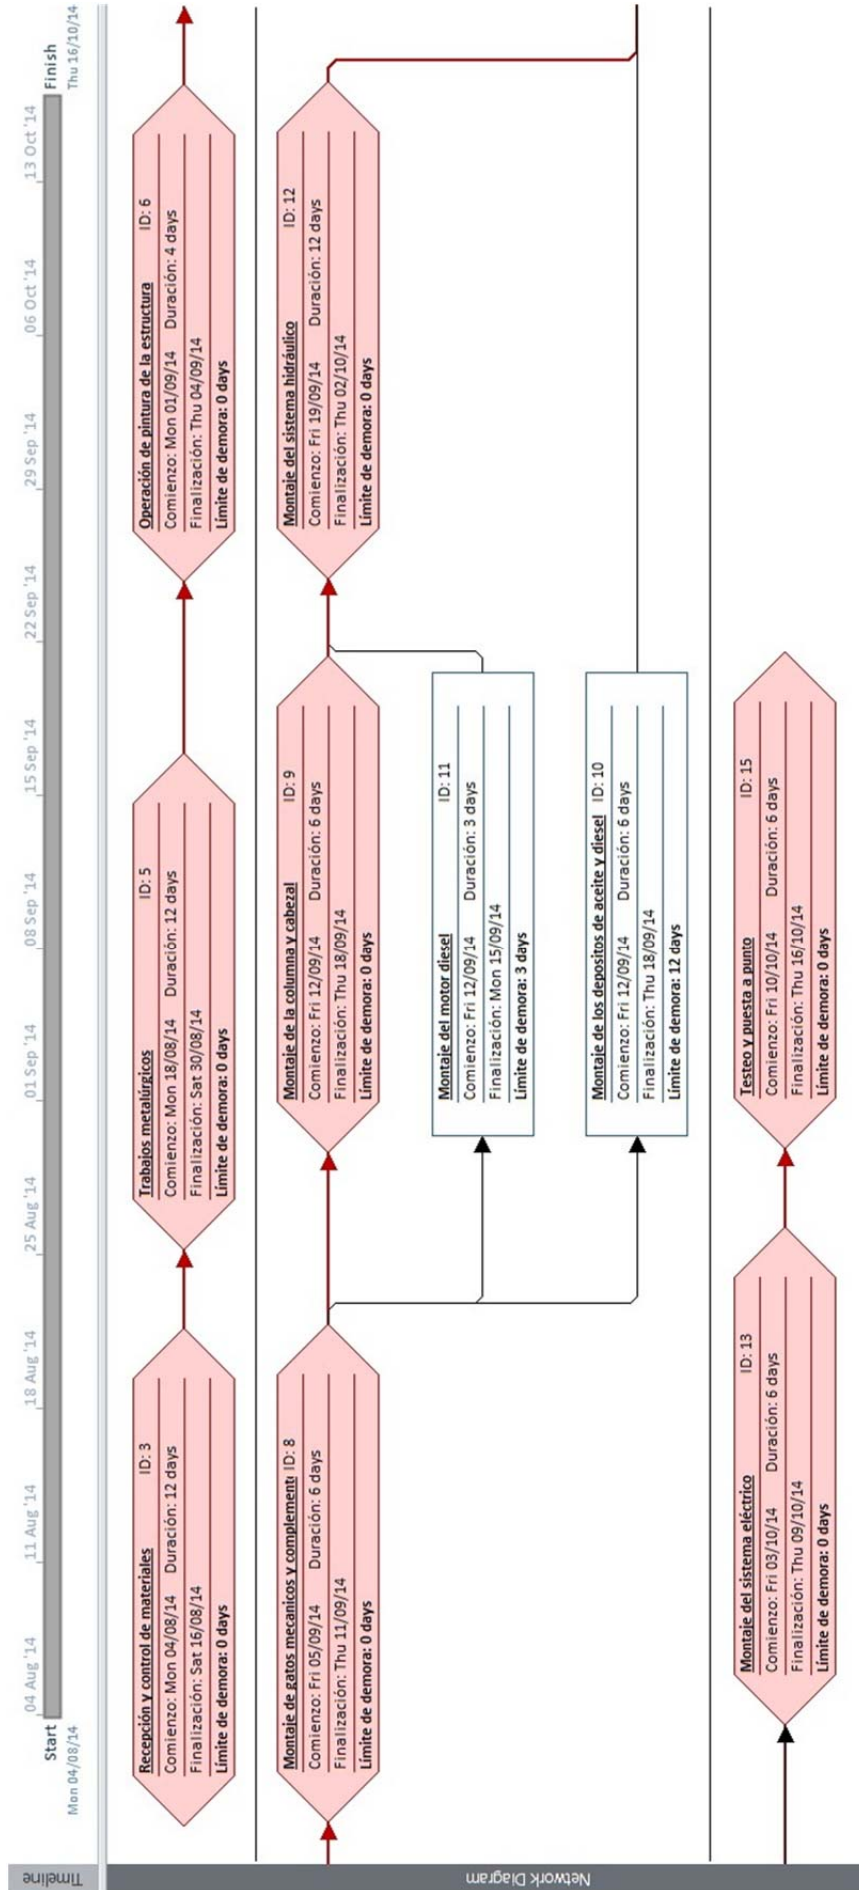 Timeline
Start
Mon 04/08/14
04 Aug '14
11 Aug '14
18 Aug '14
25 Aug '14
01 Sep '14
08 Sep '14
15 Sep '14
22 Sep '14
29 Sep '14
06 Oct '14
13 Oct '14
Finish
Thu 16/10/14
Network Diagram
Recepción y control de materiales ID: 3
Comienzo: Mon 04/08/14 Duración: 12 days
Finalización: Sat 16/08/14
Límite de demora: 0 days
Trabajos metalúrgicos ID: 5
Comienzo: Mon 18/08/14 Duración: 12 days
Finalización: Sat 30/08/14
Límite de demora: 0 days
Operación de pintura de la estructura ID: 6
Comienzo: Mon 01/09/14 Duración: 4 days
Finalización: Thu 04/09/14
Límite de demora: 0 days
Montaje de gatos mecanicos y complement ID: 8
Comienzo: Fri 05/09/14 Duración: 6 days
Finalización: Thu 11/09/14
Límite de demora: 0 days
Montaje de la columna y cabezal ID: 9
Comienzo: Fri 12/09/14 Duración: 6 days
Finalización: Thu 18/09/14
Límite de demora: 0 days
Montaje del sistema hidráulico ID: 12
Comienzo: Fri 19/09/14 Duración: 12 days
Finalización: Thu 02/10/14
Límite de demora: 0 days
Montaje del motor diesel ID: 11
Comienzo: Fri 12/09/14 Duración: 3 days
Finalización: Mon 15/09/14
Límite de demora: 3 days
Montaje de los depositos de aceite y diesel ID: 10
Comienzo: Fri 12/09/14 Duración: 6 days
Finalización: Thu 18/09/14
Límite de demora: 12 days
Montaje del sistema eléctrico ID: 13
Comienzo: Fri 03/10/14 Duración: 6 days
Finalización: Thu 09/10/14
Límite de demora: 0 days
Testeo y puesta a punto ID: 15
Comienzo: Fri 10/10/14 Duración: 6 days
Finalización: Thu 16/10/14
Límite de demora: 0 days